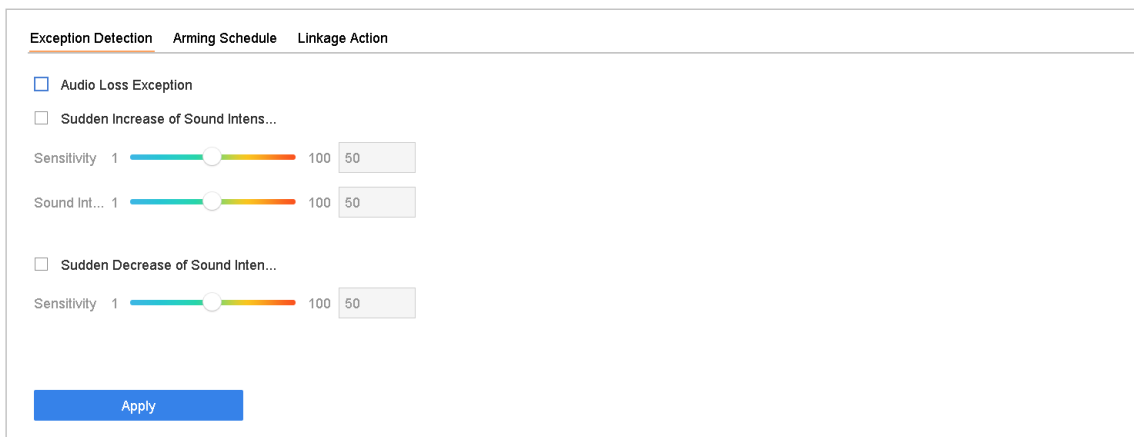 Exception Detection Arming Schedule Linkage Action
Audio Loss Exception
Sudden Increase of Sound Intens...
Sensitivity 1 100 50
Sound Int... 1 100 50
Sudden Decrease of Sound Inten...
Sensitivity 1 100 50
Apply